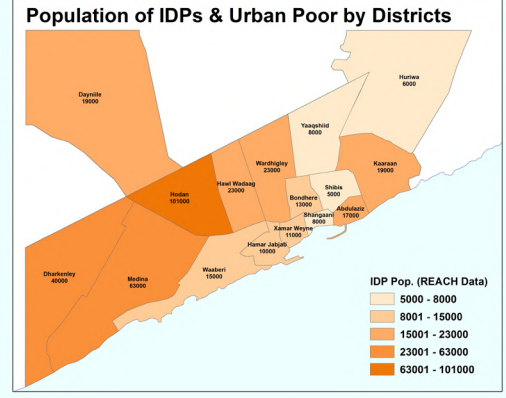 Population of IDPs & Urban Poor by Districts
Huriwa
6000
Dayniile
19000
Yaaqshiid
8000
Wardhigley
23000
Kaaraan
19000
Hawl Wadaag
23000
Hodan
101000
Shibis
5000
Bondhere
13000
Abdulaziz
17000
Shangaani
8000
Xamar Weyne
11000
Hamar Jabjab
10000
Waaberi
15000
Dharkenley
40000
Medina
63000
IDP Pop. (REACH Data)
5000 - 8000
8001 - 15000
15001 - 23000
23001 - 63000
63001 - 101000